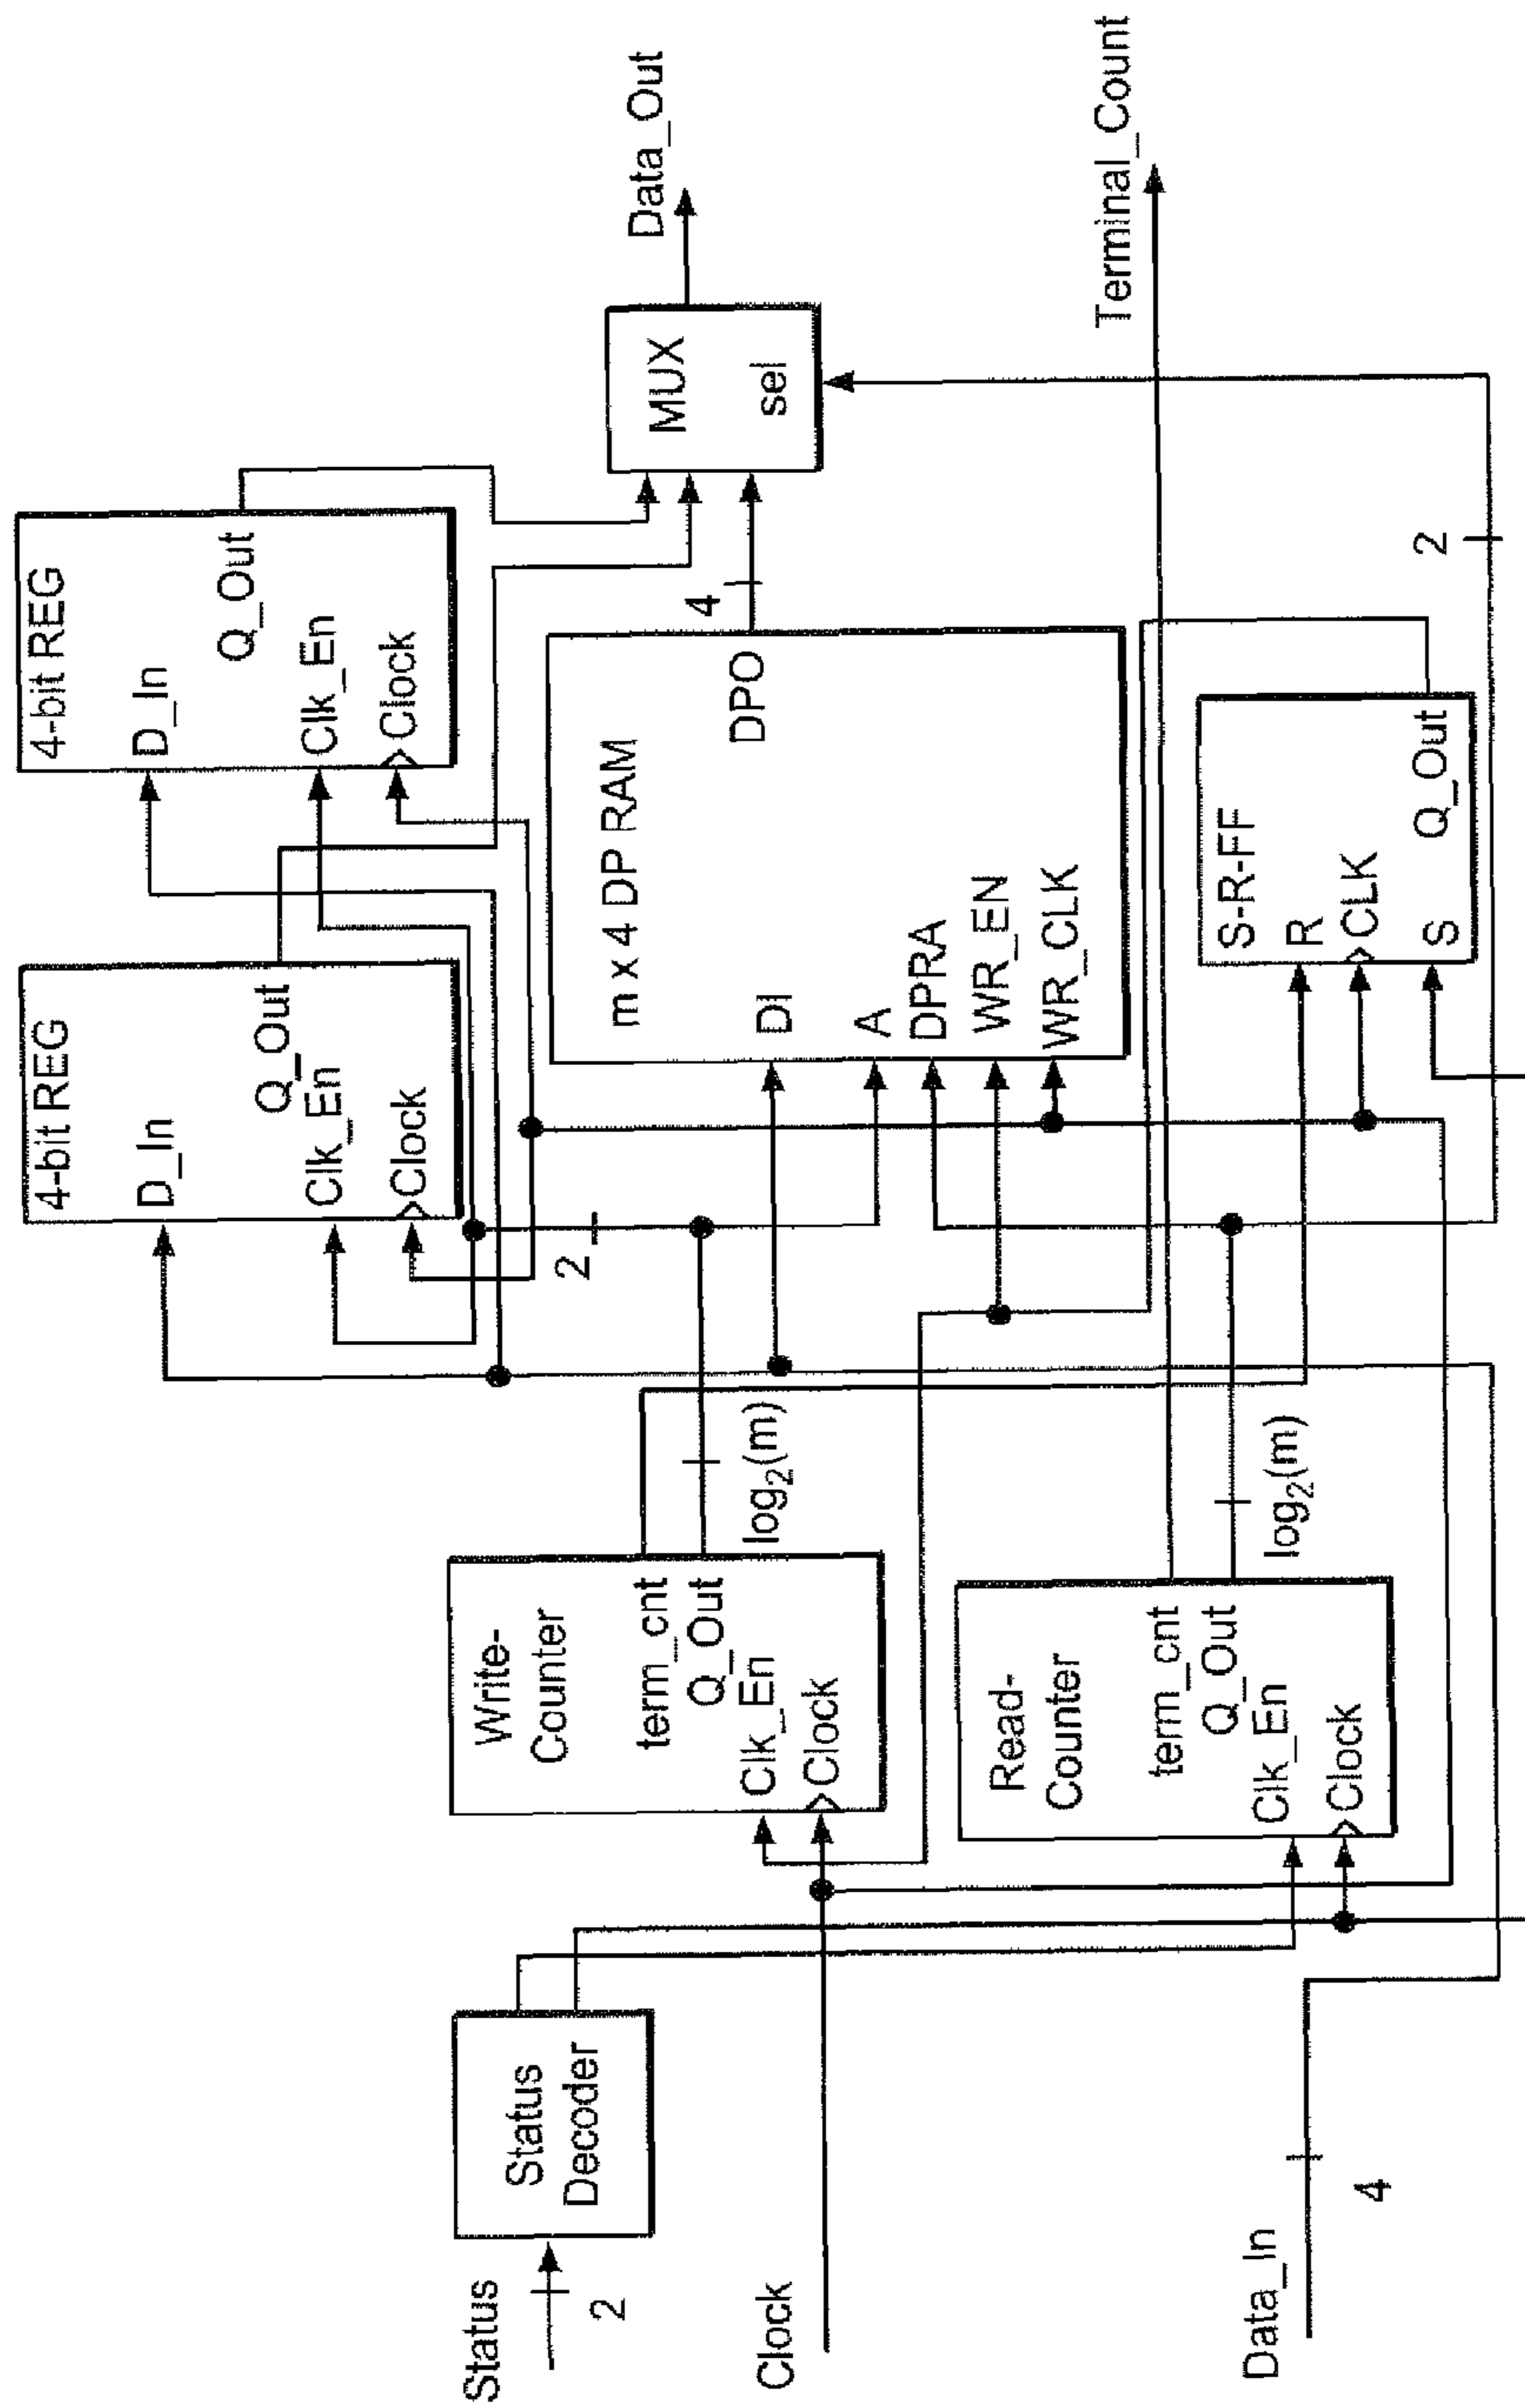 Status
2
Status
Decoder
Clock
Data_In
4
Write-
Counter
term_cnt
Q_Out
Clk_En
Clock
log2(m)
Read-
Counter
term_cnt
Q_Out
Clk_En
Clock
log2(m)
4-bit REG
D_In
Q_Out
Clk_En
Clock
2
4-bit REG
D_In
Q_Out
Clk_En
Clock
m x 4 DP RAM
DI
A
DPRA
WR_EN
WR_CLK
DPO
4
S-R-FF
R
CLK
S
Q_Out
2
MUX
sel
Data_Out
Terminal_Count